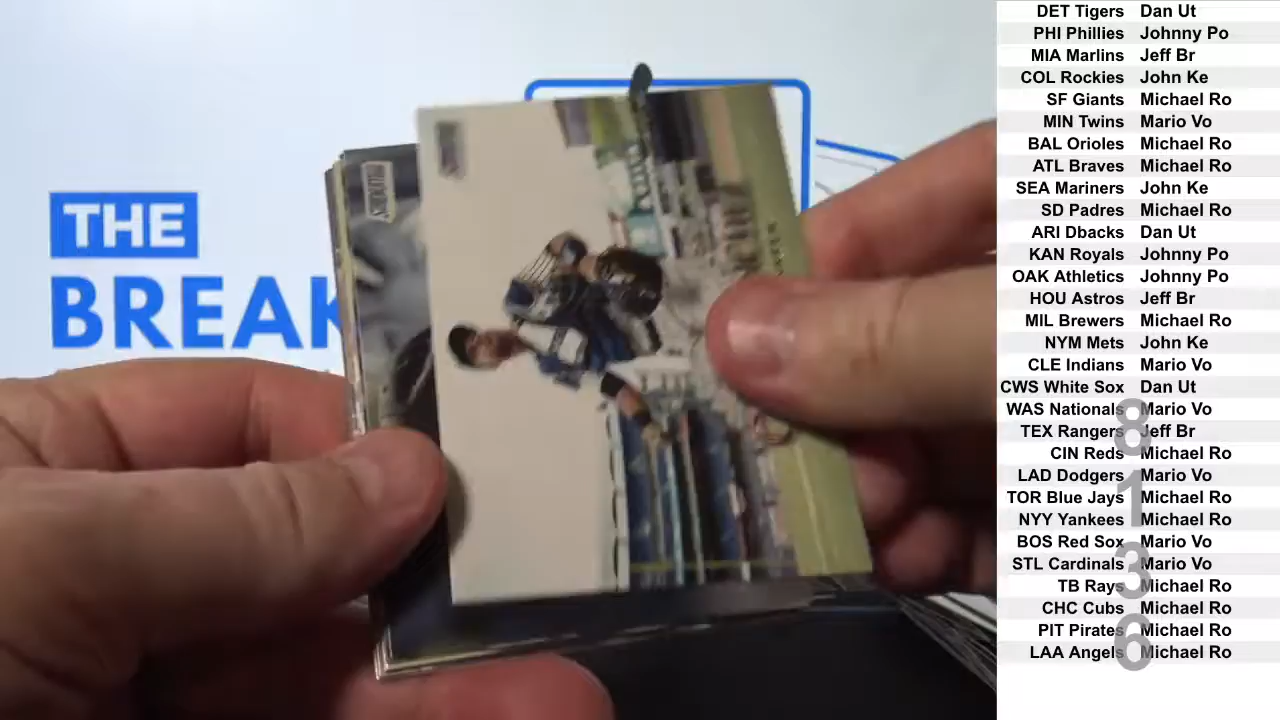 THE
BREAK
DET Tigers Dan Ut
PHI Phillies Johnny Po
MIA Marlins Jeff Br
COL Rockies John Ke
SF Giants Michael Ro
MIN Twins Mario Vo
BAL Orioles Michael Ro
ATL Braves Michael Ro
SEA Mariners John Ke
SD Padres Michael Ro
ARI Dbacks Dan Ut
KAN Royals Johnny Po
OAK Athletics Johnny Po
HOU Astros Jeff Br
MIL Brewers Michael Ro
NYM Mets John Ke
CLE Indians Mario Vo
CWS White Sox Dan Ut
WAS Nationals Mario Vo
TEX Rangers Jeff Br
CIN Reds Michael Ro
LAD Dodgers Mario Vo
TOR Blue Jays Michael Ro
NYY Yankees Michael Ro
BOS Red Sox Mario Vo
STL Cardinals Mario Vo
TB Rays Michael Ro
CHC Cubs Michael Ro
PIT Pirates Michael Ro
LAA Angels Michael Ro
8
1
3
6